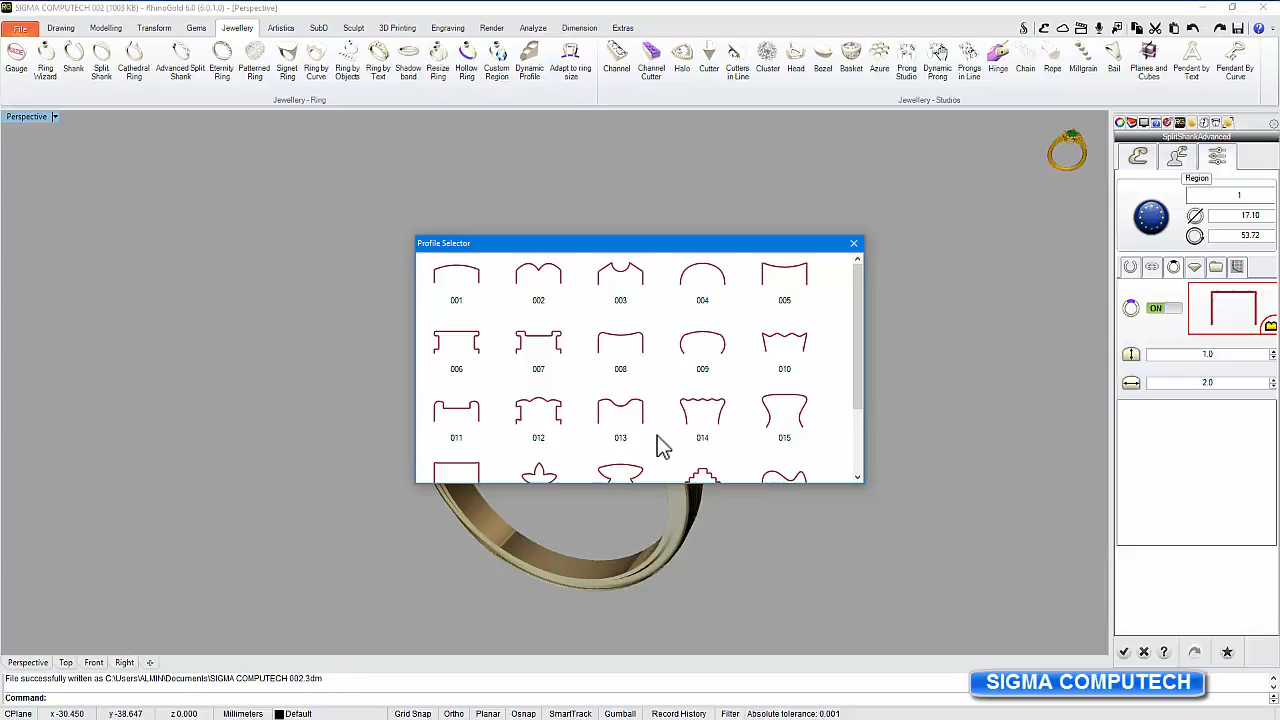 SIGMA COMPUTECH 002 (1003 KB) - RhinoGold 6.0 (6.0.1.0) - [Perspective]
File Drawing Modelling Transform Gems Jewellery Artistics SubD Sculpt 3D Printing Engraving Render Analyze Dimension Extras
Gauge Ring Wizard Shank Split Shank Cathedral Ring Advanced Split Shank Eternity Ring Patterned Ring Signet Ring Ring by Curve Ring by Objects Ring by Text Shadow band Resize Ring Hollow Ring Custom Region Dynamic Profile Adapt to ring size Channel Channel Cutter Halo Cutter Cutters in Line Cluster Head Bezel Basket Azure Prong Studio Dynamic Prong Prongs in Line Hinge Chain Rope Millgrain Bail Planes and Cubes Pendant by Text Pendant By Curve
Jewellery - Ring Jewellery - Studios
Perspective
SplitShankAdvanced
Region
1
17.10
53.72
ON
1.0
2.0
Profile Selector
001 002 003 004 005
006 007 008 009 010
011 012 013 014 015
Perspective Top Front Right
File successfully written as C:\Users\ALMIN\Documents\SIGMA COMPUTECH 002.3dm
Command:
SIGMA COMPUTECH
CPlane x -30.450 y -38.647 z 0.000 Millimeters Default Grid Snap Ortho Planar Osnap SmartTrack Gumball Record History Filter Absolute tolerance: 0.001